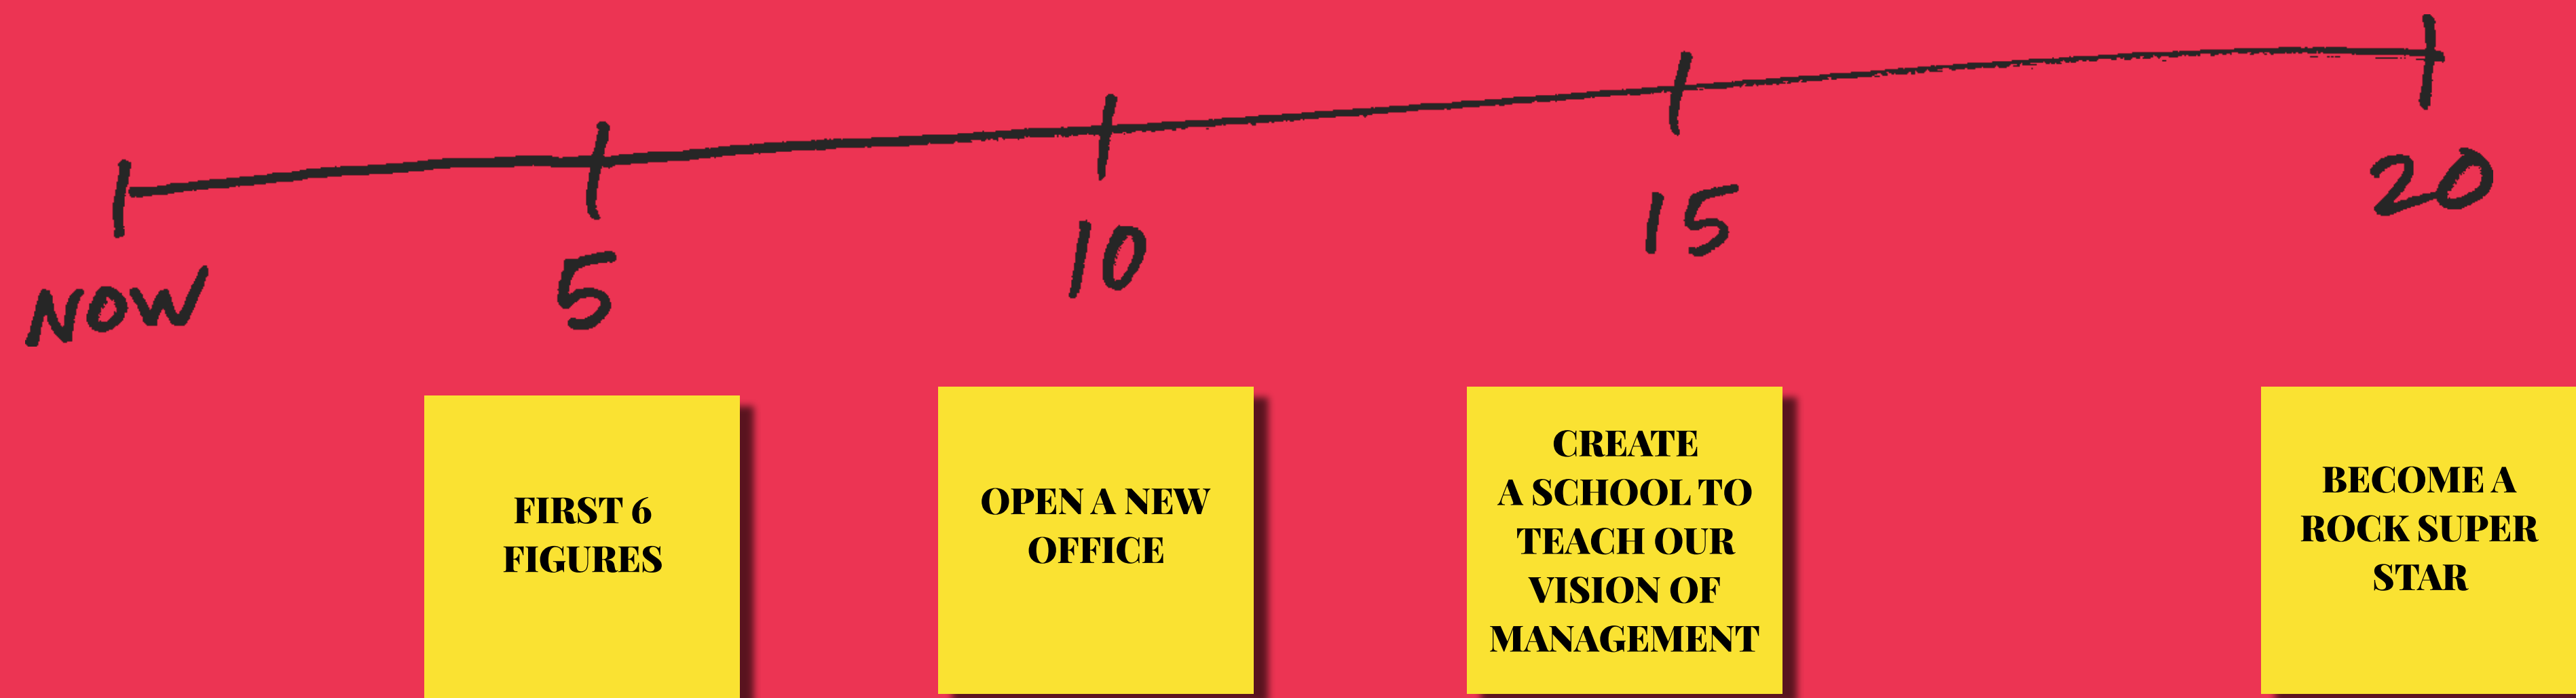 NOW
5
10
15
20
FIRST 6
FIGURES
OPEN A NEW
OFFICE
CREATE
A SCHOOL TO
TEACH OUR
VISION OF
MANAGEMENT
BECOME A
ROCK SUPER
STAR